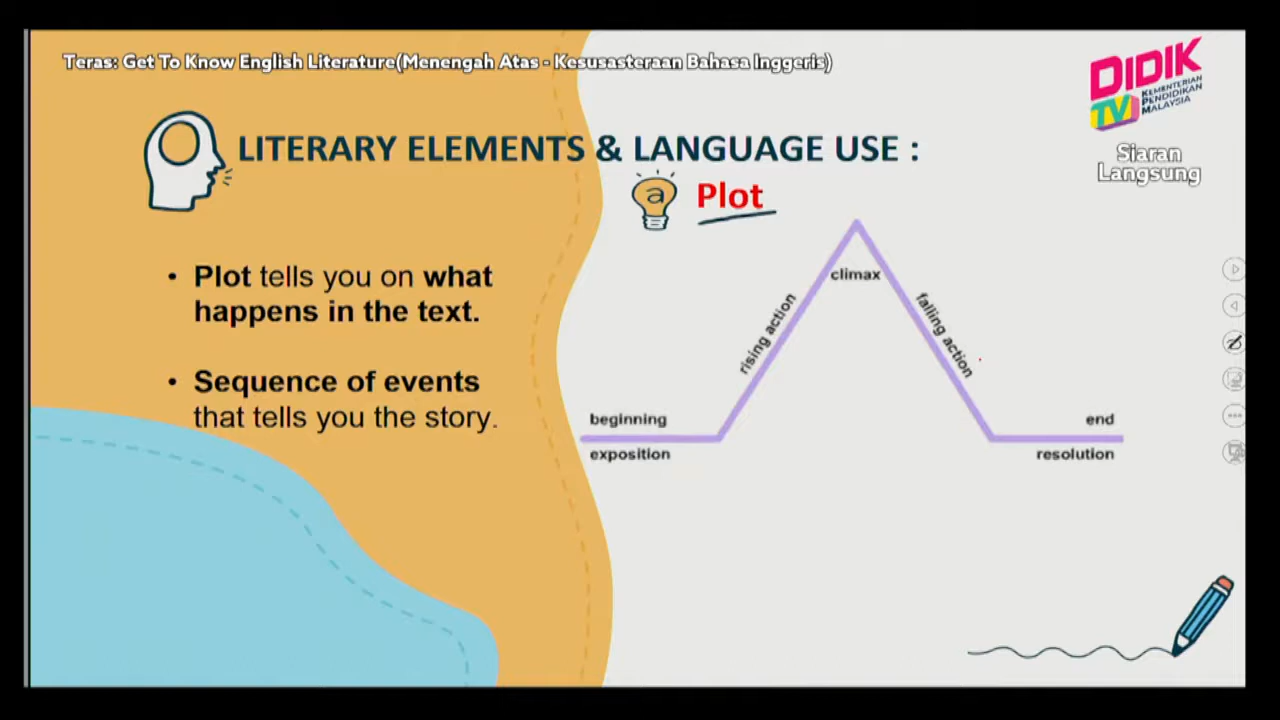 Teras: Get To Know English Literature(Menengah Atas - Kesusasteraan Bahasa Inggeris)
DIDIK
TV
KEMENTERIAN
PENDIDIKAN
MALAYSIA
Siaran
Langsung
LITERARY ELEMENTS & LANGUAGE USE :
a
Plot
• Plot tells you on what
happens in the text.
• Sequence of events
that tells you the story.
climax
rising action
falling action
beginning
end
exposition
resolution